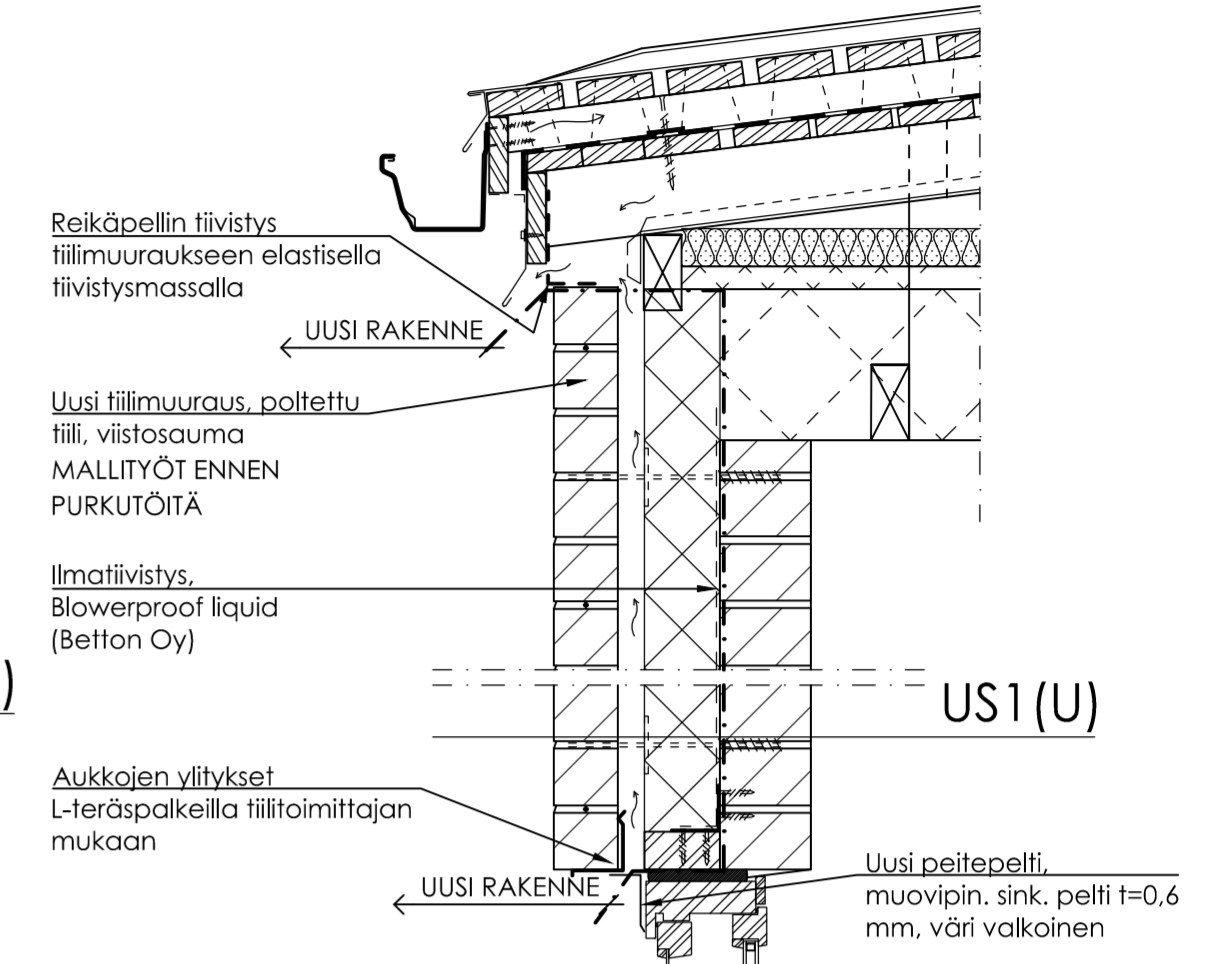 Reikäpellin tiivistys
tiilimuuraukseen elastisella
tiivistysmassalla
UUSI RAKENNE
Uusi tiilimuuraus, poltettu
tiili, viistosauma
MALLITYÖT ENNEN
PURKUTÖITÄ
Ilmatiivistys,
Blowerproof liquid
(Betton Oy)
)
US1(U)
Aukkojen ylitykset
L-teräspalkeilla tiilitoimittajan
mukaan
UUSI RAKENNE
Uusi peitepelti,
muovipin. sink. pelti t=0,6
mm, väri valkoinen